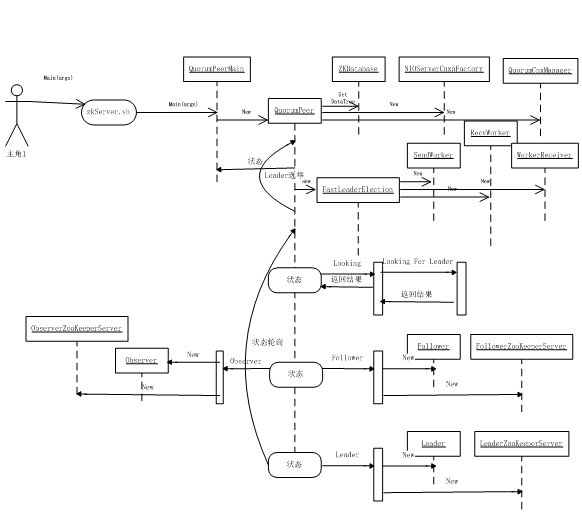 QuorumPeerMain
ZKDatabase
NIOServerCnxnFactory
QuorumCnmManager
Main(args)
zkServer.sh
Main(args)
New
QuorumPeer
Get
DataTree
New
New
主角1
RecvWorker
SendWorker
WorkerReceiver
状态
Leader选举
new
FastLeaderElection
New
New
New
Looking
Looking For Leader
状态
返回结果
返回结果
ObserverZooKeeperServer
Observer
New
New
Observer
状态轮询
状态
Follower
New
New
Follower
FollowerZooKeeperServer
状态
Leader
New
New
Leader
LeaderZooKeeperServer